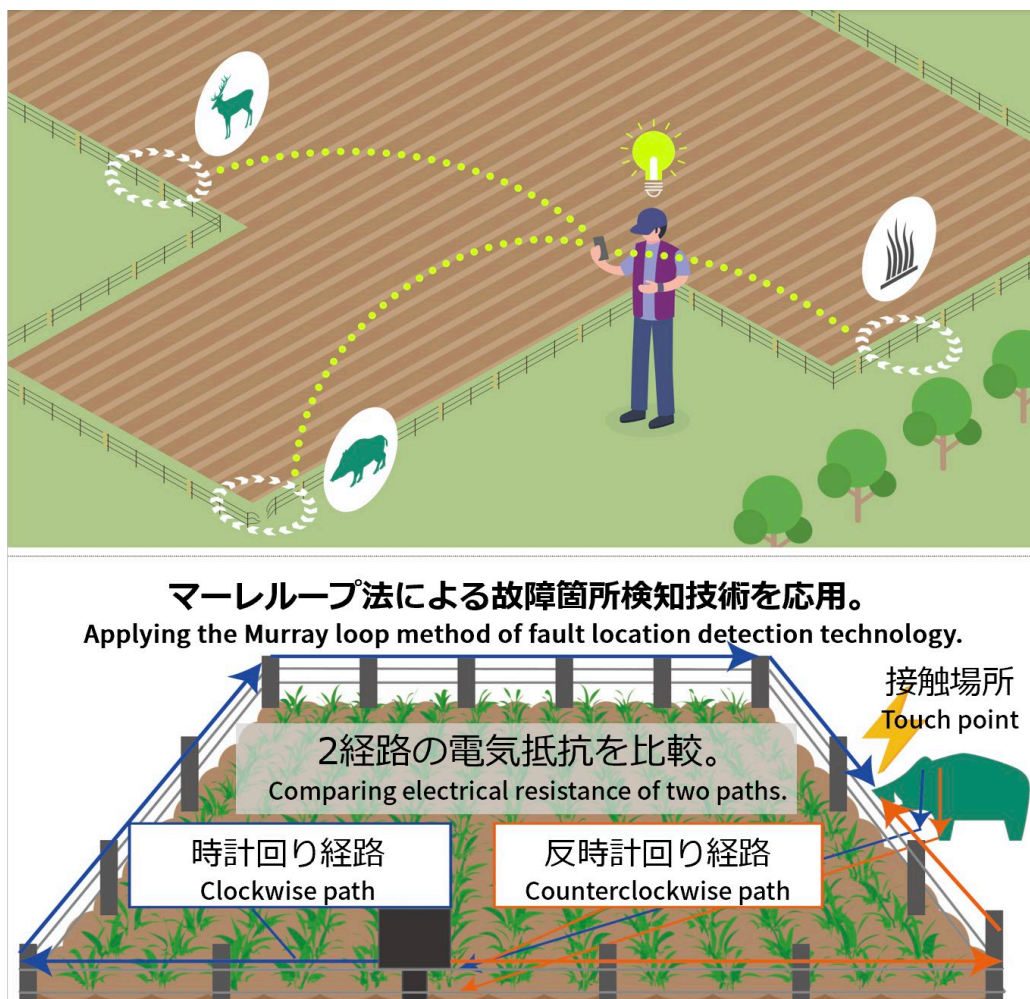 マーレループ法による故障箇所検知技術を応用。
Applying the Murray loop method of fault location detection technology.
接触場所
Touch point
2経路の電気抵抗を比較。
Comparing electrical resistance of two paths.
時計回り経路
Clockwise path
反時計回り経路
Counterclockwise path